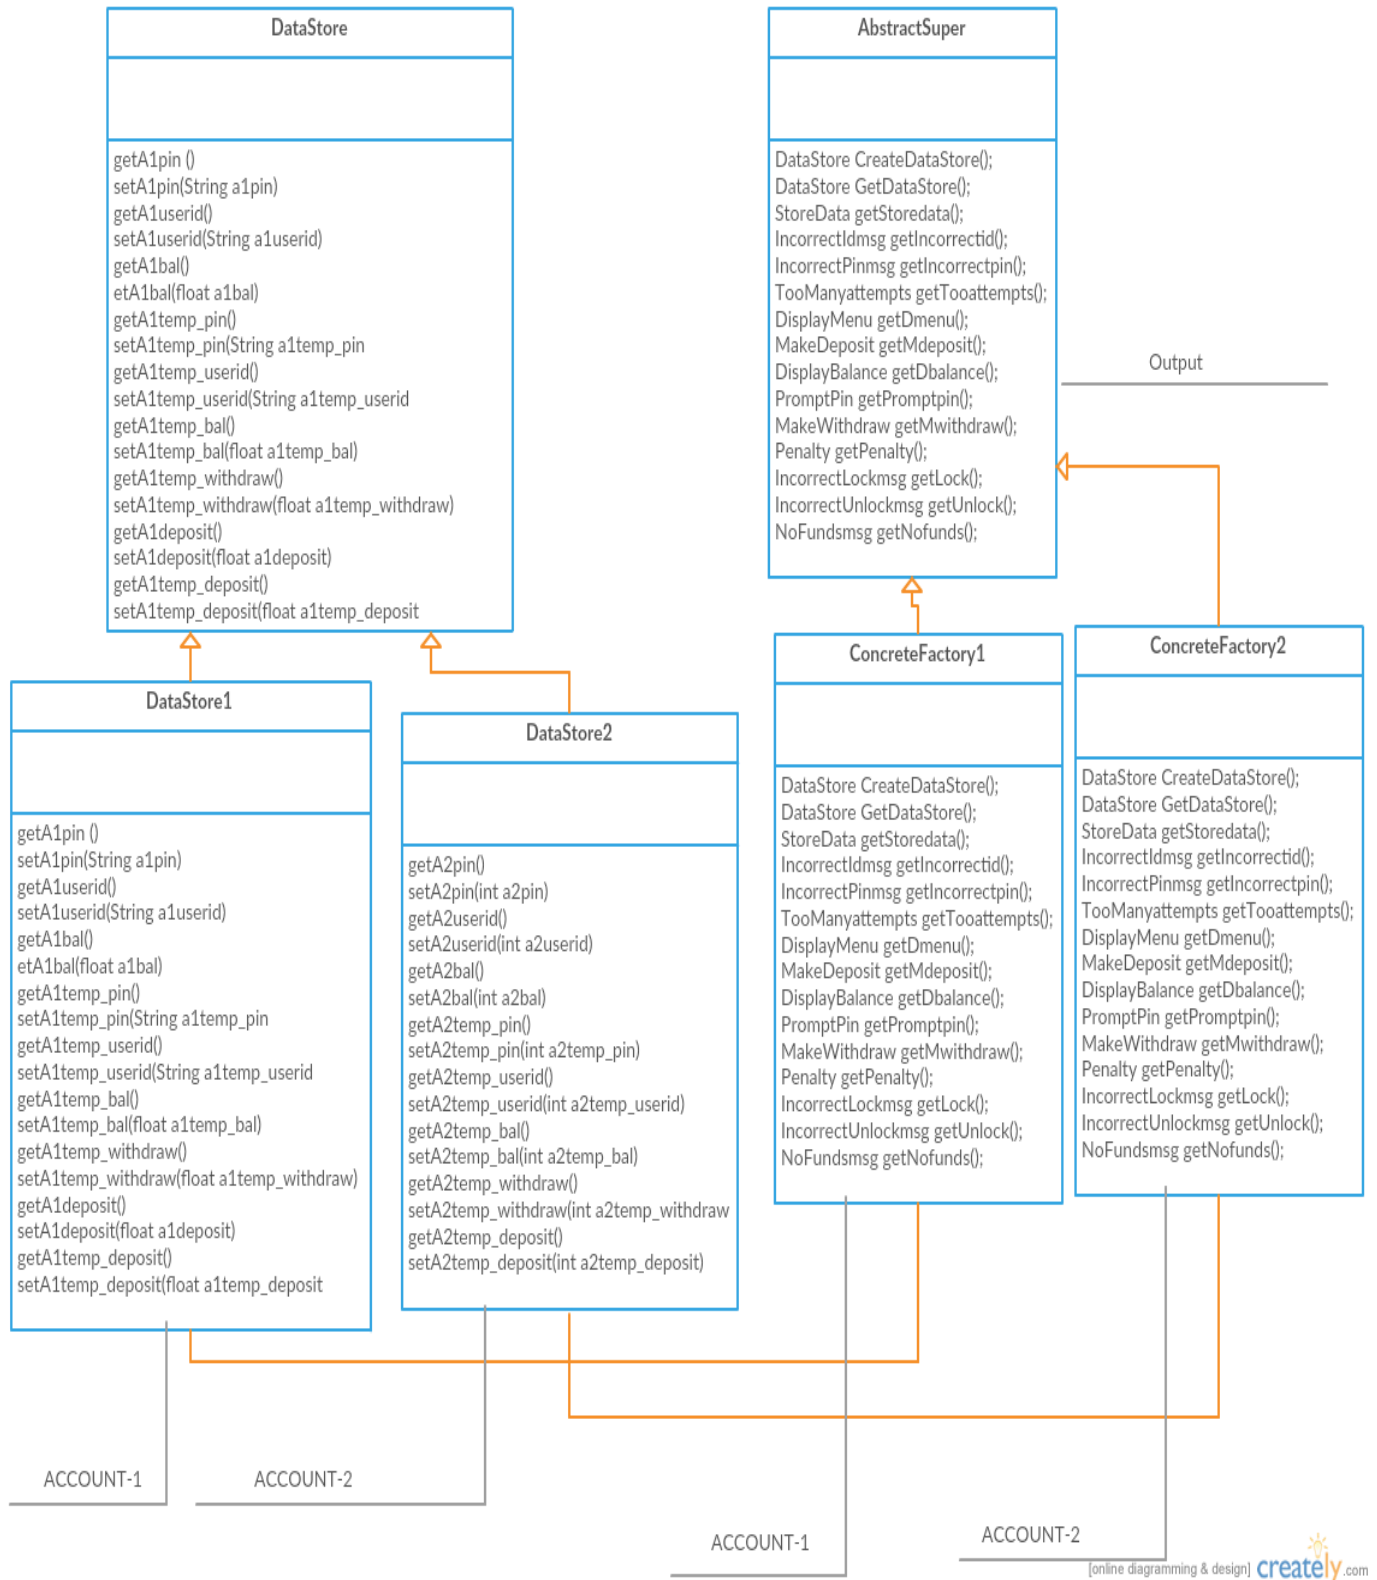 DataStore
getA1pin ()
setA1pin(String a1pin)
getA1userid()
setA1userid(String a1userid)
getA1bal()
etA1bal(float a1bal)
getA1temp_pin()
setA1temp_pin(String a1temp_pin
getA1temp_userid()
setA1temp_userid(String a1temp_userid
getA1temp_bal()
setA1temp_bal(float a1temp_bal)
getA1temp_withdraw()
setA1temp_withdraw(float a1temp_withdraw)
getA1deposit()
setA1deposit(float a1deposit)
getA1temp_deposit()
setA1temp_deposit(float a1temp_deposit
AbstractSuper
DataStore CreateDataStore();
DataStore GetDataStore();
StoreData getStoredata();
IncorrectIdmsg getIncorrectid();
IncorrectPinmsg getIncorrectpin();
TooManyattempts getTooattempts();
DisplayMenu getDmenu();
MakeDeposit getMdeposit();
DisplayBalance getDbalance();
PromptPin getPromptpin();
MakeWithdraw getMwithdraw();
Penalty getPenalty();
IncorrectLockmsg getLock();
IncorrectUnlockmsg getUnlock();
NoFundsmsg getNofunds();
Output
DataStore1
getA1pin ()
setA1pin(String a1pin)
getA1userid()
setA1userid(String a1userid)
getA1bal()
etA1bal(float a1bal)
getA1temp_pin()
setA1temp_pin(String a1temp_pin
getA1temp_userid()
setA1temp_userid(String a1temp_userid
getA1temp_bal()
setA1temp_bal(float a1temp_bal)
getA1temp_withdraw()
setA1temp_withdraw(float a1temp_withdraw)
getA1deposit()
setA1deposit(float a1deposit)
getA1temp_deposit()
setA1temp_deposit(float a1temp_deposit
DataStore2
getA2pin()
setA2pin(int a2pin)
getA2userid()
setA2userid(int a2userid)
getA2bal()
setA2bal(int a2bal)
getA2temp_pin()
setA2temp_pin(int a2temp_pin)
getA2temp_userid()
setA2temp_userid(int a2temp_userid)
getA2temp_bal()
setA2temp_bal(int a2temp_bal)
getA2temp_withdraw()
setA2temp_withdraw(int a2temp_withdraw
getA2temp_deposit()
setA2temp_deposit(int a2temp_deposit)
ConcreteFactory1
DataStore CreateDataStore();
DataStore GetDataStore();
StoreData getStoredata();
IncorrectIdmsg getIncorrectid();
IncorrectPinmsg getIncorrectpin();
TooManyattempts getTooattempts();
DisplayMenu getDmenu();
MakeDeposit getMdeposit();
DisplayBalance getDbalance();
PromptPin getPromptpin();
MakeWithdraw getMwithdraw();
Penalty getPenalty();
IncorrectLockmsg getLock();
IncorrectUnlockmsg getUnlock();
NoFundsmsg getNofunds();
ConcreteFactory2
DataStore CreateDataStore();
DataStore GetDataStore();
StoreData getStoredata();
IncorrectIdmsg getIncorrectid();
IncorrectPinmsg getIncorrectpin();
TooManyattempts getTooattempts();
DisplayMenu getDmenu();
MakeDeposit getMdeposit();
DisplayBalance getDbalance();
PromptPin getPromptpin();
MakeWithdraw getMwithdraw();
Penalty getPenalty();
IncorrectLockmsg getLock();
IncorrectUnlockmsg getUnlock();
NoFundsmsg getNofunds();
ACCOUNT-1
ACCOUNT-2
ACCOUNT-1
ACCOUNT-2
[online diagramming & design] creately.com